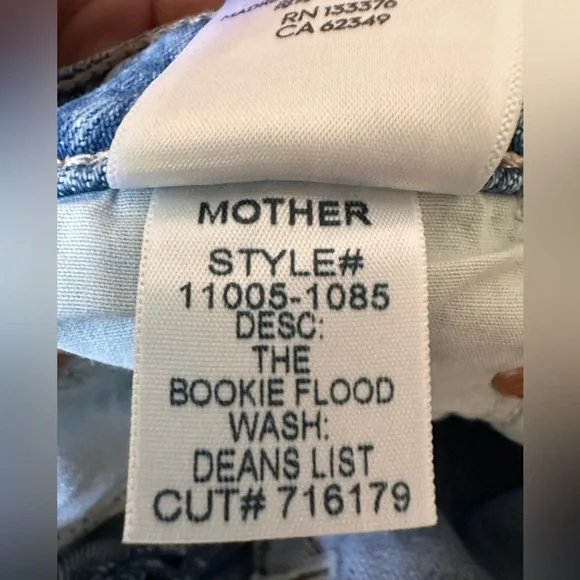 RN 133376
CA 62349
MOTHER
STYLE#
11005-1085
DESC:
THE
BOOKIE FLOOD
WASH:
DEANS LIST
CUT# 716179